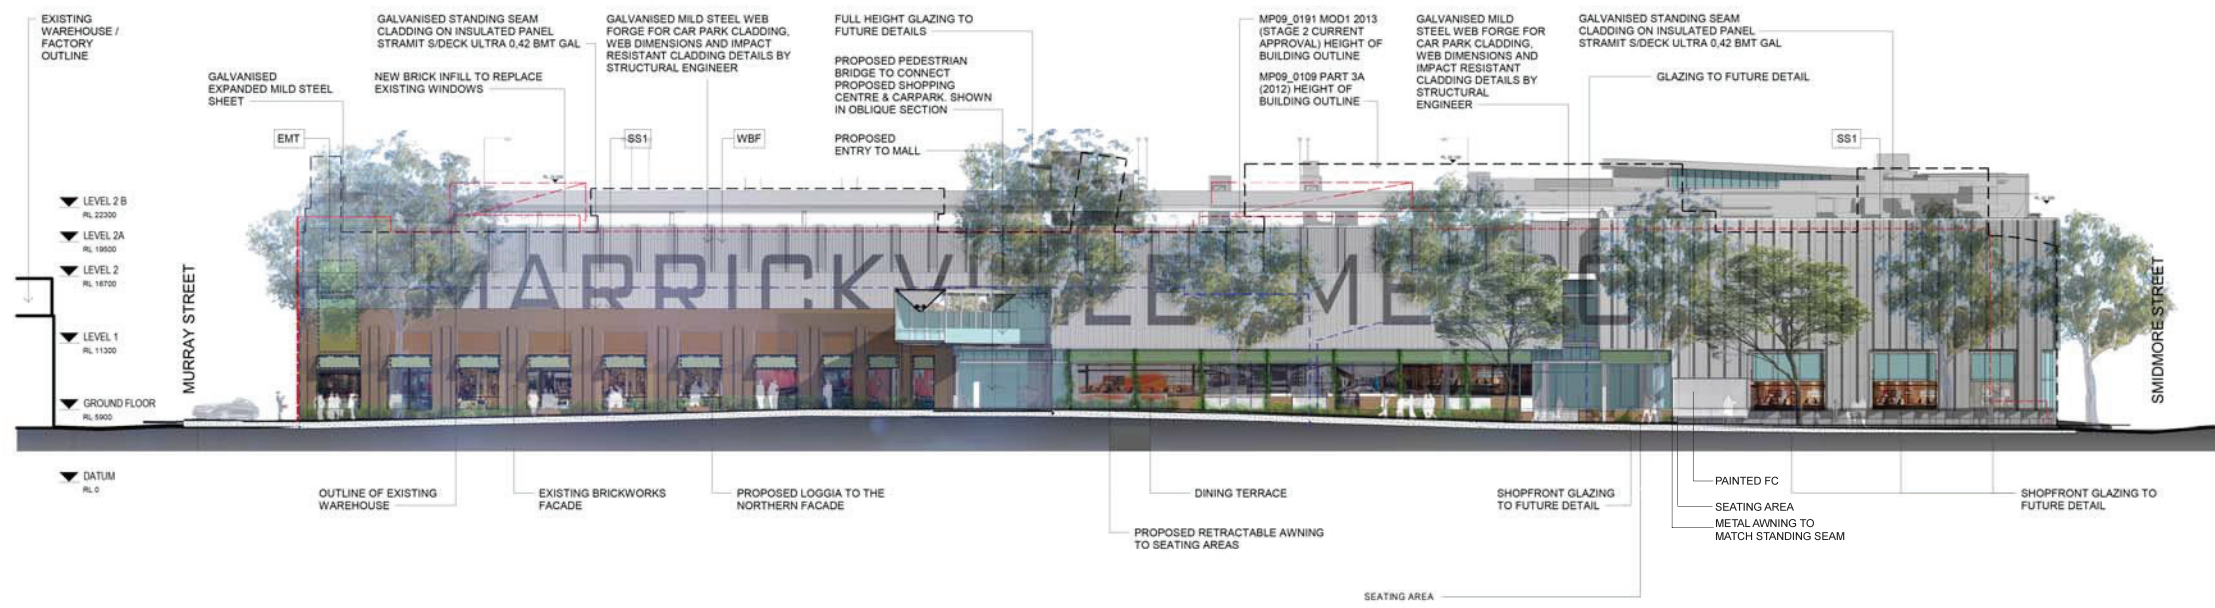 EXISTING
WAREHOUSE /
FACTORY
OUTLINE
GALVANISED
EXPANDED MILD STEEL
SHEET
GALVANISED STANDING SEAM
CLADDING ON INSULATED PANEL
STRAMIT S/DECK ULTRA 0,42 BMT GAL
NEW BRICK INFILL TO REPLACE
EXISTING WINDOWS
GALVANISED MILD STEEL WEB
FORGE FOR CAR PARK CLADDING,
WEB DIMENSIONS AND IMPACT
RESISTANT CLADDING DETAILS BY
STRUCTURAL ENGINEER
FULL HEIGHT GLAZING TO
FUTURE DETAILS
PROPOSED PEDESTRIAN
BRIDGE TO CONNECT
PROPOSED SHOPPING
CENTRE & CARPARK. SHOWN
IN OBLIQUE SECTION
PROPOSED
ENTRY TO MALL
MP09_0191 MOD1 2013
(STAGE 2 CURRENT
APPROVAL) HEIGHT OF
BUILDING OUTLINE
MP09_0109 PART 3A
(2012) HEIGHT OF
BUILDING OUTLINE
GALVANISED MILD
STEEL WEB FORGE FOR
CAR PARK CLADDING,
WEB DIMENSIONS AND
IMPACT RESISTANT
CLADDING DETAILS BY
STRUCTURAL
ENGINEER
GALVANISED STANDING SEAM
CLADDING ON INSULATED PANEL
STRAMIT S/DECK ULTRA 0,42 BMT GAL
GLAZING TO FUTURE DETAIL
EMT
SS1
WBF
SS1
LEVEL 2 B
RL 22300
LEVEL 2A
RL 19500
LEVEL 2
RL 16700
LEVEL 1
RL 11300
GROUND FLOOR
RL 5900
DATUM
RL 0
MURRAY STREET
MARRICKVILLE METRO
SMIDMORE STREET
OUTLINE OF EXISTING
WAREHOUSE
EXISTING BRICKWORKS
FACADE
PROPOSED LOGGIA TO THE
NORTHERN FACADE
DINING TERRACE
PROPOSED RETRACTABLE AWNING
TO SEATING AREAS
SHOPFRONT GLAZING
TO FUTURE DETAIL
PAINTED FC
SEATING AREA
METAL AWNING TO
MATCH STANDING SEAM
SHOPFRONT GLAZING TO
FUTURE DETAIL
SEATING AREA